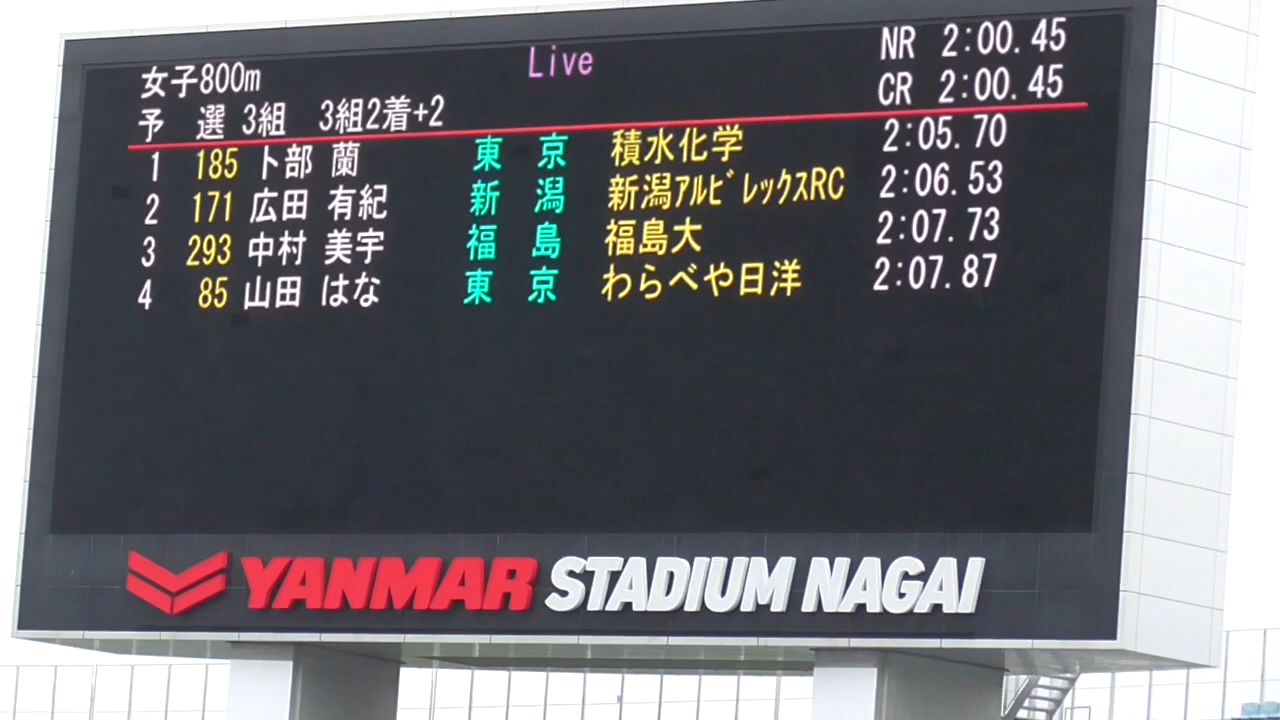 女子800m Live NR 2:00.45
予 選 3組 3組2着+2 CR 2:00.45
1 185 卜部 蘭 東 京 積水化学 2:05.70
2 171 広田 有紀 新 潟 新潟ｱﾙﾋﾞﾚｯｸｽRC 2:06.53
3 293 中村 美宇 福 島 福島大 2:07.73
4 85 山田 はな 東 京 わらべや日洋 2:07.87
YANMAR STADIUM NAGAI